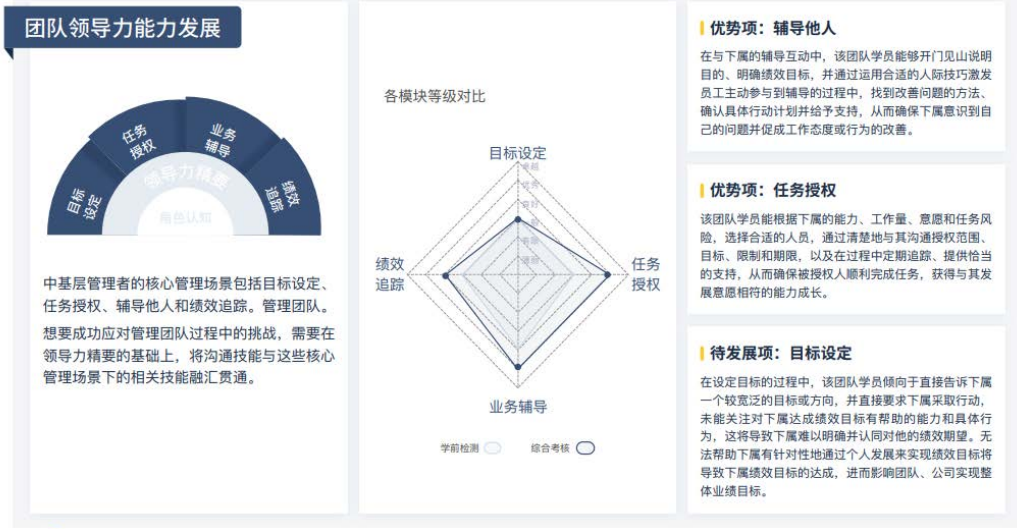 团队领导力能力发展
目标
设定
任务
授权
业务
辅导
绩效
追踪
领导力精要
角色认知
中基层管理者的核心管理场景包括目标设定、
任务授权、辅导他人和绩效追踪。管理团队。
想要成功应对管理团队过程中的挑战，需要在
领导力精要的基础上，将沟通技能与这些核心
管理场景下的相关技能融汇贯通。
各模块等级对比
目标设定
卓越
优秀
良好
绩效
追踪
任务
授权
业务辅导
学前检测
综合考核
优势项：辅导他人
在与下属的辅导互动中，该团队学员能够开门见山说明
目的、明确绩效目标，并通过运用合适的人际技巧激发
员工主动参与到辅导的过程中，找到改善问题的方法、
确认具体行动计划并给予支持，从而确保下属意识到自
己的问题并促成工作态度或行为的改善。
优势项：任务授权
该团队学员能根据下属的能力、工作量、意愿和任务风
险，选择合适的人员，通过清楚地与其沟通授权范围、
目标、限制和期限，以及在过程中定期追踪、提供恰当
的支持，从而确保被授权人顺利完成任务，获得与其发
展意愿相符的能力成长。
待发展项：目标设定
在设定目标的过程中，该团队学员倾向于直接告诉下属
一个较宽泛的目标或方向，并直接要求下属采取行动，
未能关注对下属达成绩效目标有帮助的能力和具体行
为，这将导致下属难以明确并认同对他的绩效期望。无
法帮助下属有针对性地通过个人发展来实现绩效目标将
导致下属绩效目标的达成，进而影响团队、公司实现整
体业绩目标。